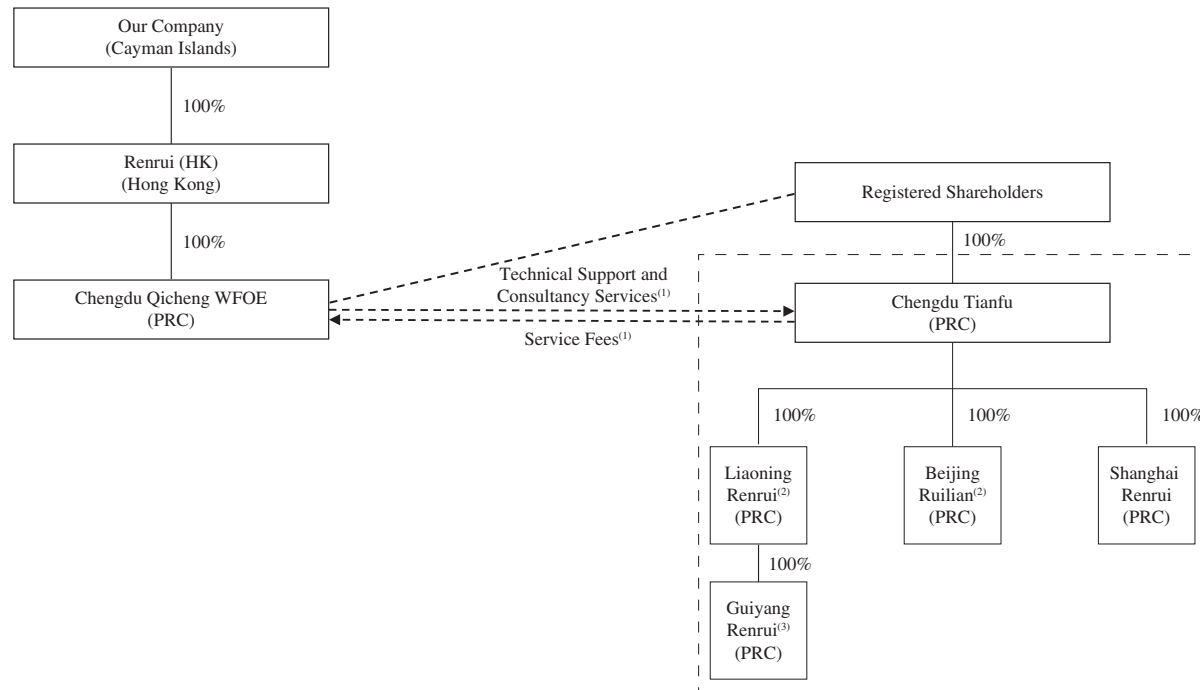 Our Company
(Cayman Islands)
100%
Renrui (HK)
(Hong Kong)
100%
Chengdu Qicheng WFOE
(PRC)
Registered Shareholders
100%
Technical Support and
Consultancy Services(1)
Service Fees(1)
Chengdu Tianfu
(PRC)
100%
100%
100%
Liaoning
Renrui(2)
(PRC)
Beijing
Ruilian(2)
(PRC)
Shanghai
Renrui
(PRC)
100%
Guiyang
Renrui(3)
(PRC)